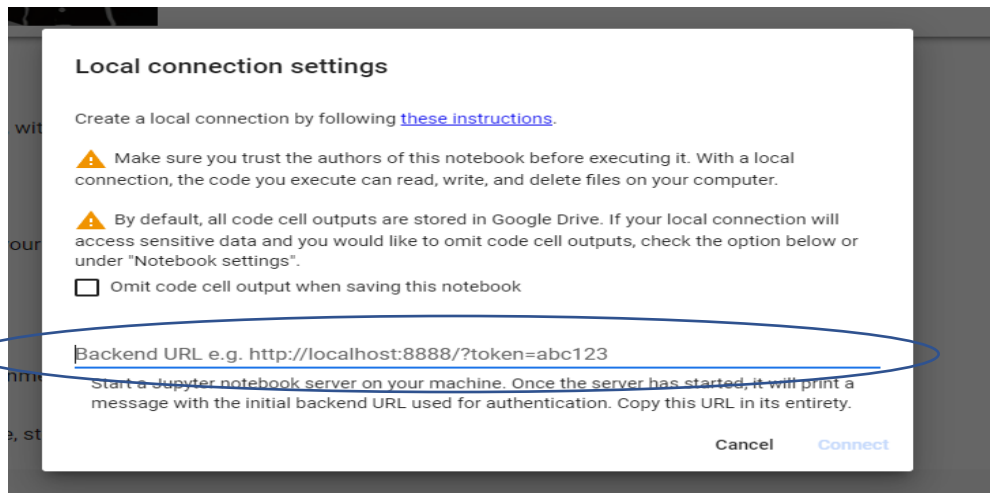 Local connection settings
Create a local connection by following these instructions.
wit
Make sure you trust the authors of this notebook before executing it. With a local
connection, the code you execute can read, write, and delete files on your computer.
By default, all code cell outputs are stored in Google Drive. If your local connection will
our
access sensitive data and you would like to omit code cell outputs, check the option below or
under "Notebook settings".
Omit code cell output when saving this notebook
Backend URL e.g. http://localhost:8888/?token=abc123
Start a Jupyter notebook server on your machine. Once the server has started, it will print a
message with the initial backend URL used for authentication. Copy this URL in its entirety.
e, st
Cancel Connect